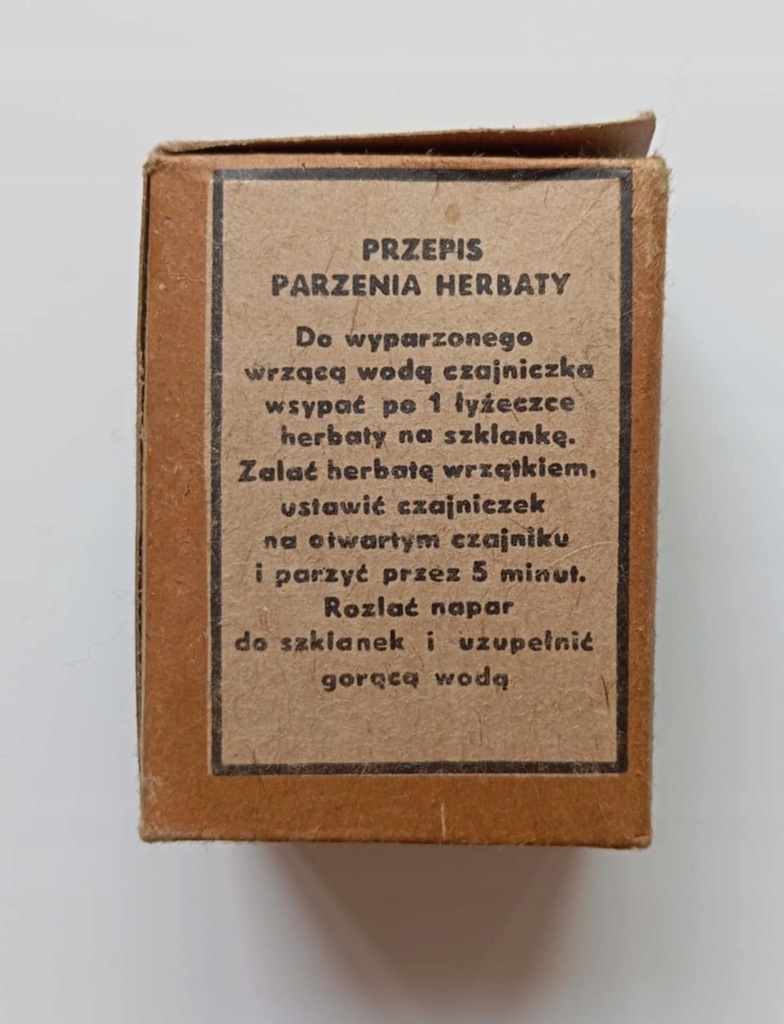 PRZEPIS
PARZENIA HERBATY
Do wyparzonego
wrzącą wodą czajniczka
wsypać po 1 łyżeczce
herbaty na szklankę.
Zalać herbatę wrzątkiem,
ustawić czajniczek
na otwartym czajniku
i parzyć przez 5 minut.
Rozlać napar
do szklanek i uzupełnić
gorącą wodą